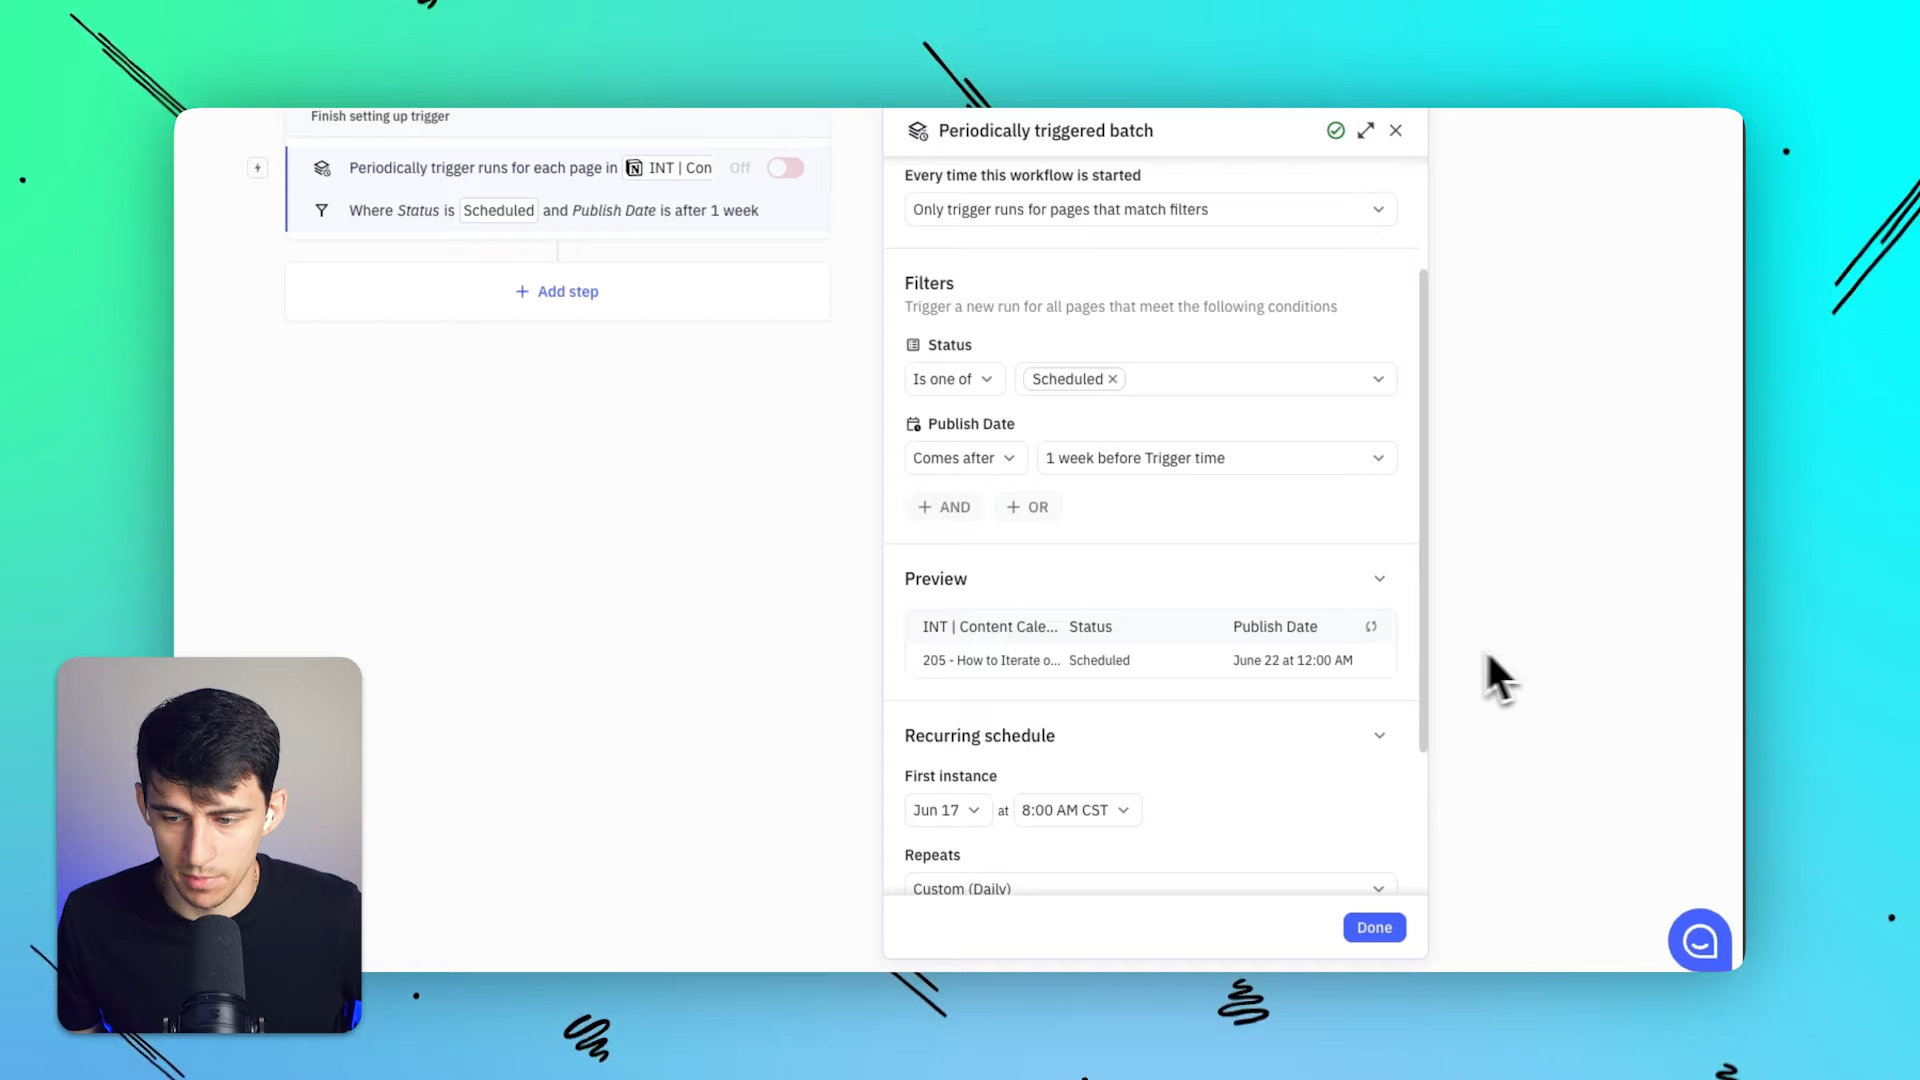 Finish setting up trigger
Periodically trigger runs for each page in INT | Con Off
Where Status is Scheduled and Publish Date is after 1 week
+ Add step
Periodically triggered batch
Every time this workflow is started
Only trigger runs for pages that match filters
Filters
Trigger a new run for all pages that meet the following conditions
Status
Is one of Scheduled ×
Publish Date
Comes after 1 week before Trigger time
+ AND + OR
Preview
INT | Content Cale... Status Publish Date
205 - How to Iterate o... Scheduled June 22 at 12:00 AM
Recurring schedule
First instance
Jun 17 at 8:00 AM CST
Repeats
Custom (Daily)
Done